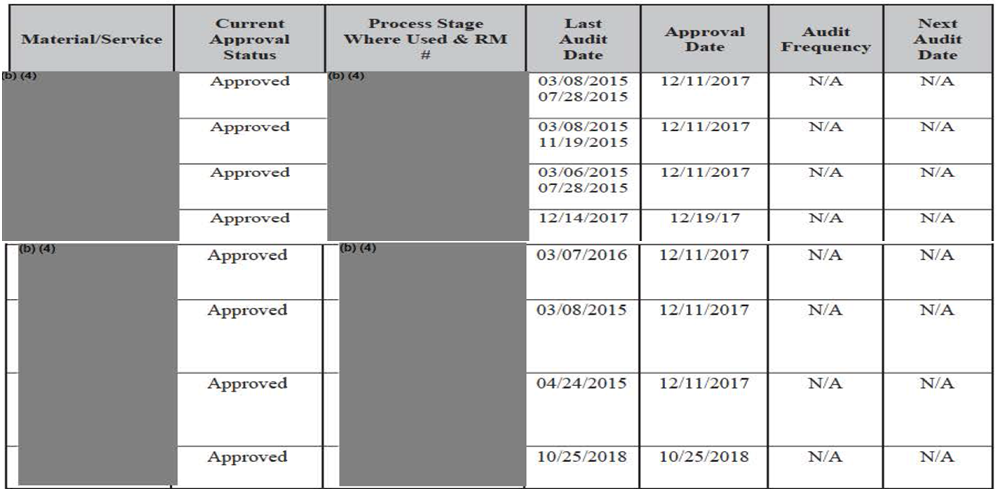 Material/Service Current Approval Status Process Stage Where Used & RM # Last Audit Date Approval Date Audit Frequency Next Audit Date
(b) (4) Approved (b) (4) 03/08/2015 12/11/2017 N/A N/A
07/28/2015
Approved 03/08/2015 12/11/2017 N/A N/A
11/19/2015
Approved 03/06/2015 12/11/2017 N/A N/A
07/28/2015
Approved 12/14/2017 12/19/17 N/A N/A
(b) (4) Approved (b) (4) 03/07/2016 12/11/2017 N/A N/A
Approved 03/08/2015 12/11/2017 N/A N/A
Approved 04/24/2015 12/11/2017 N/A N/A
Approved 10/25/2018 10/25/2018 N/A N/A